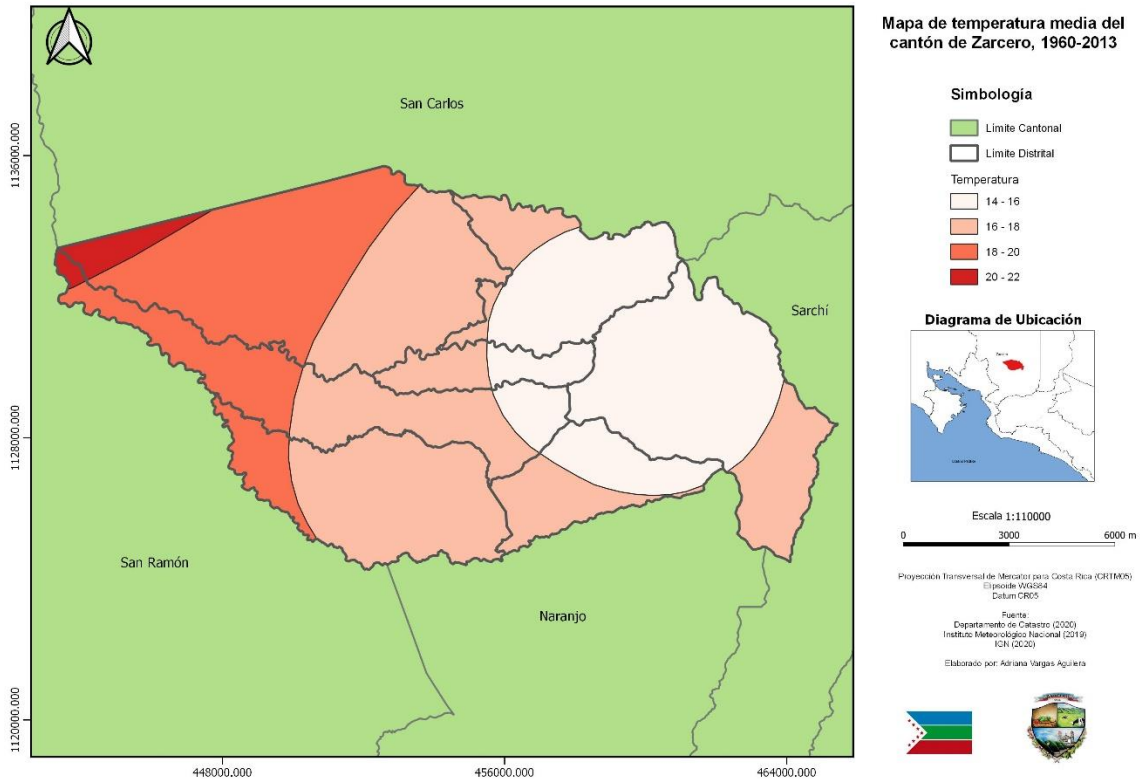 Mapa de temperatura media del
cantón de Zarcero, 1960-2013
Simbología
Limite Cantonal
Limite Distrital
Temperatura
14 - 16
16 - 18
18 - 20
20 - 22
Diagrama de Ubicación
Escala 1:110000
0 3000 6000 m
Proyección Transversal de Mercator para Costa Rica (CRTM05)
Elipsoide WGS84
Datum CR05
Fuente:
Departamento de Catastro (2020)
Instituto Meteorológico Nacional (2019)
IGN (2020)
Elaborado por: Adriana Vargas Aguilera
San Carlos
Sarchí
San Ramón
Naranjo
1136000.000
1128000.000
1120000.000
448000.000
456000.000
464000.000